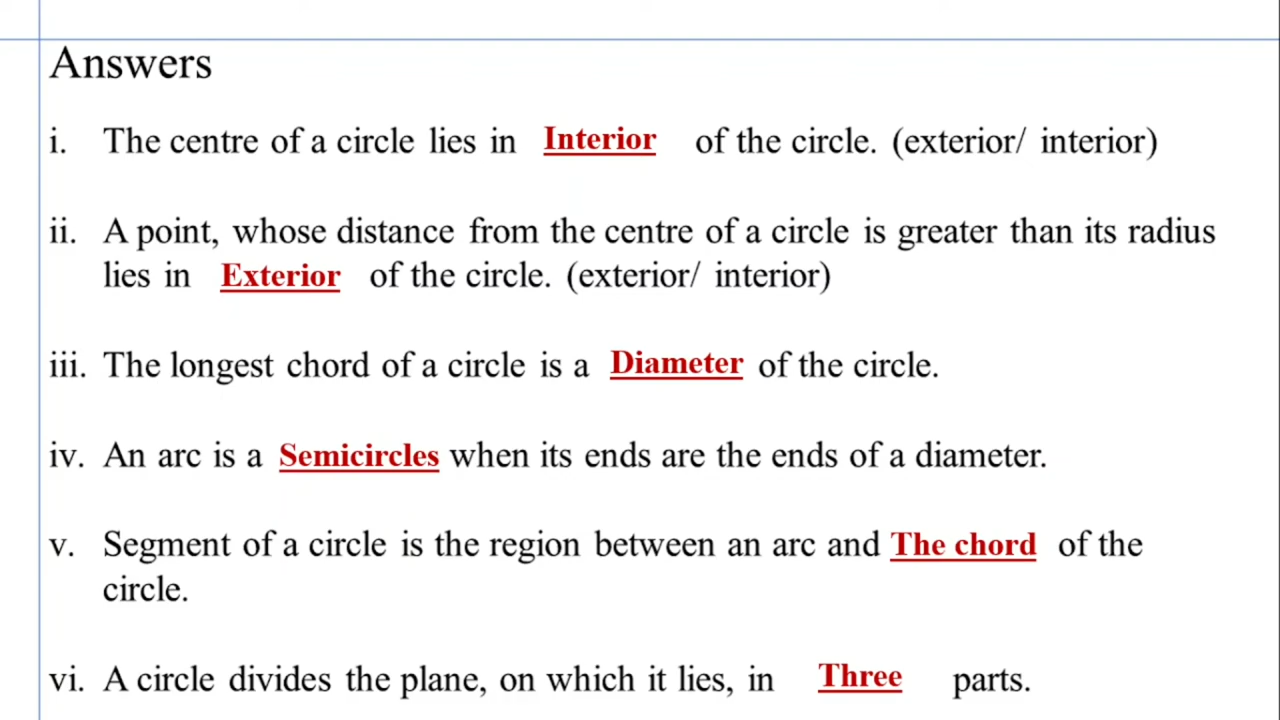 Answers
i. The centre of a circle lies in Interior of the circle. (exterior/ interior)
ii. A point, whose distance from the centre of a circle is greater than its radius
lies in Exterior of the circle. (exterior/ interior)
iii. The longest chord of a circle is a Diameter of the circle.
iv. An arc is a Semicircles when its ends are the ends of a diameter.
v. Segment of a circle is the region between an arc and The chord of the
circle.
vi. A circle divides the plane, on which it lies, in Three parts.